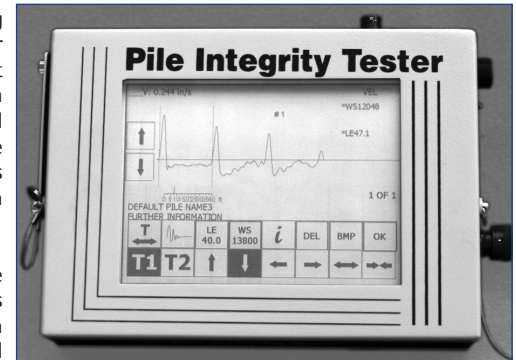 Pile Integrity Tester
V: 0.244 in/s
VEL
*WS12048
# 1
*LE47.1
1 OF 1
DEFAULT PILE NAME3
FURTHER INFORMATION
T LE WS i DEL BMP OK
40.0 13800
T1 T2